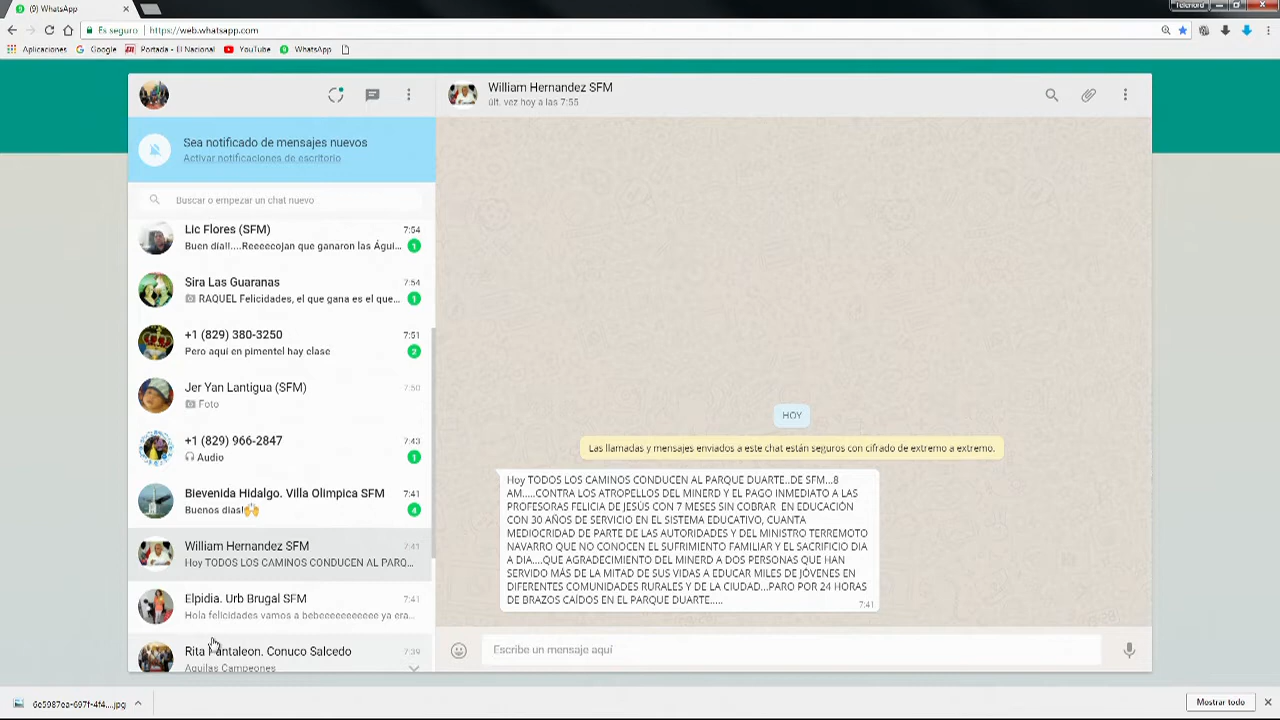 (9) WhatsApp
Telenord
Es seguro https://web.whatsapp.com
Aplicaciones Google Portada - El Nacional YouTube WhatsApp
William Hernandez SFM
últ. vez hoy a las 7:55
Sea notificado de mensajes nuevos
Activar notificaciones de escritorio
Buscar o empezar un chat nuevo
Lic Flores (SFM) 7:54
Buen día!!....Reeeecojan que ganaron las Águi... 1
Sira Las Guaranas 7:54
RAQUEL Felicidades, el que gana es el que... 1
+1 (829) 380-3250 7:51
Pero aquí en pimentel hay clase 2
Jer Yan Lantigua (SFM) 7:50
Foto
+1 (829) 966-2847 7:43
Audio 1
Bievenida Hidalgo. Villa Olimpica SFM 7:41
Buenos dias! 4
William Hernandez SFM 7:41
Hoy TODOS LOS CAMINOS CONDUCEN AL PARQ...
Elpidia. Urb Brugal SFM 7:41
Hola felicidades vamos a bebeeeeeeeeee ya era...
Rita Pantaleon. Conuco Salcedo 7:39
Aguilas Campeones
HOY
Las llamadas y mensajes enviados a este chat están seguros con cifrado de extremo a extremo.
Hoy TODOS LOS CAMINOS CONDUCEN AL PARQUE DUARTE..DE SFM...8
AM.....CONTRA LOS ATROPELLOS DEL MINERD Y EL PAGO INMEDIATO A LAS
PROFESORAS FELICIA DE JESÚS CON 7 MESES SIN COBRAR EN EDUCACIÓN
CON 30 AÑOS DE SERVICIO EN EL SISTEMA EDUCATIVO, CUANTA
MEDIOCRIDAD DE PARTE DE LAS AUTORIDADES Y DEL MINISTRO TERREMOTO
NAVARRO QUE NO CONOCEN EL SUFRIMIENTO FAMILIAR Y EL SACRIFICIO DIA
A DIA....QUE AGRADECIMIENTO DEL MINERD A DOS PERSONAS QUE HAN
SERVIDO MÁS DE LA MITAD DE SUS VIDAS A EDUCAR MILES DE JÓVENES EN
DIFERENTES COMUNIDADES RURALES Y DE LA CIUDAD...PARO POR 24 HORAS
DE BRAZOS CAÍDOS EN EL PARQUE DUARTE.....
7:41
Escribe un mensaje aquí
6e5987ea-697f-4f4....jpg
Mostrar todo